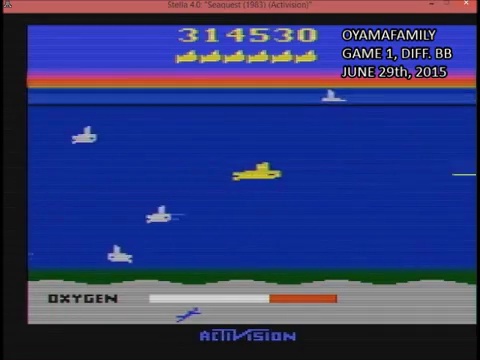 Stella 4.0: "Seaquest (1983) (Activision)"
314530
OYAMAFAMILY
GAME 1, DIFF. BB
JUNE 29th, 2015
OXYGEN
ACTIVISION